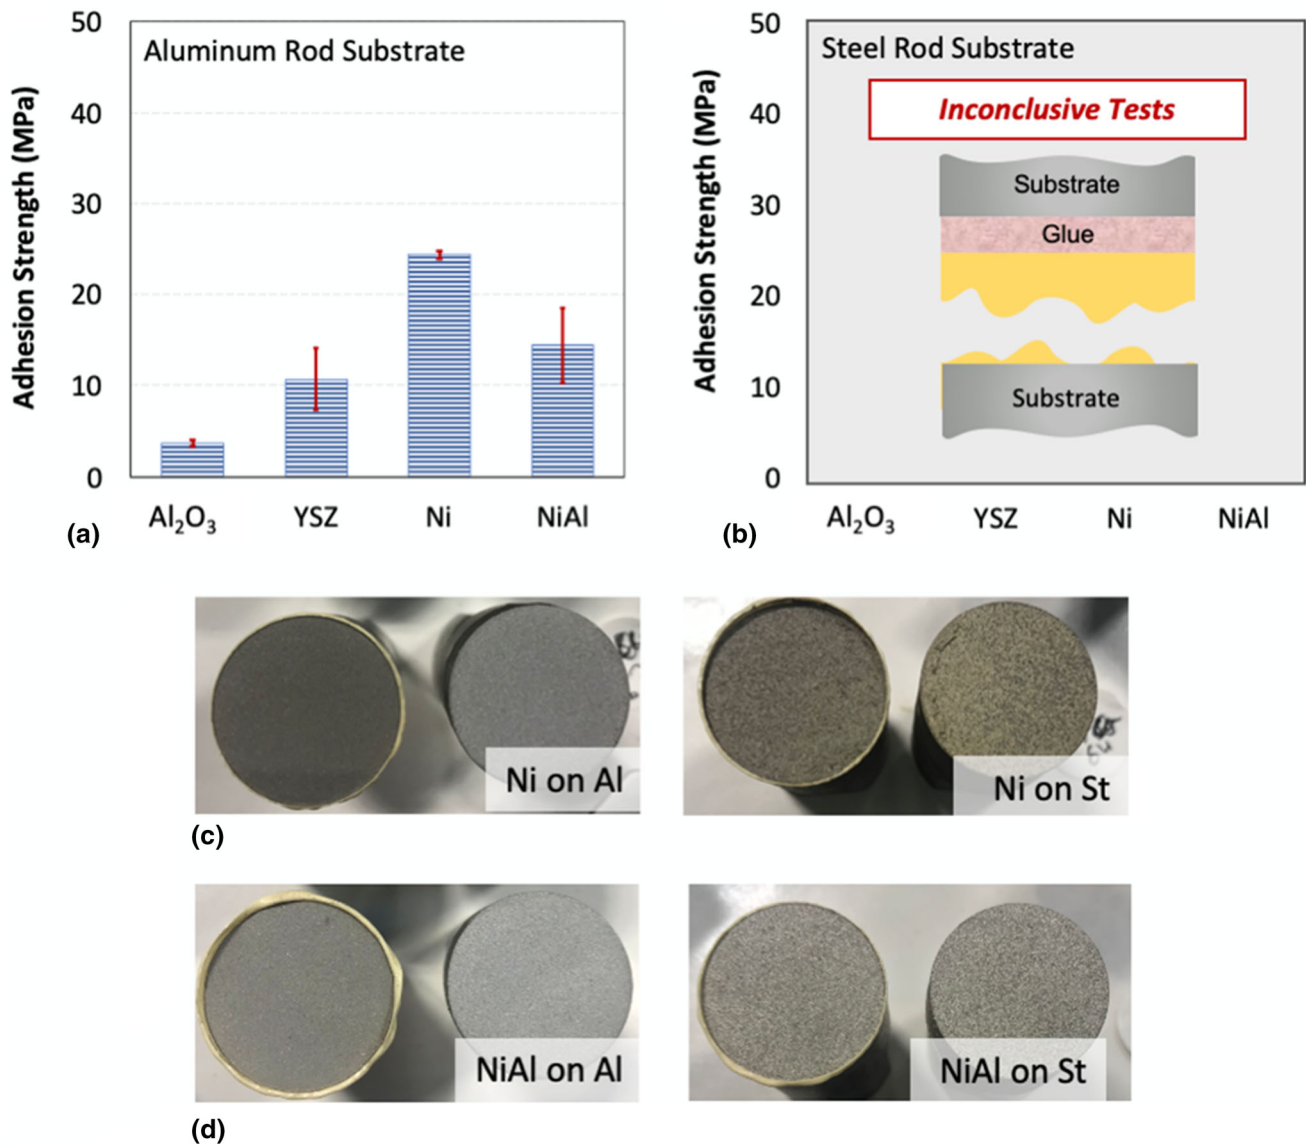 Adhesion Strength (MPa)
50
40
30
20
10
0
Aluminum Rod Substrate
Al₂O₃ YSZ Ni NiAl
(a)
Adhesion Strength (MPa)
50
40
30
20
10
0
Steel Rod Substrate
Inconclusive Tests
Substrate
Glue
Substrate
Al₂O₃ YSZ Ni NiAl
(b)
Ni on Al
Ni on St
(c)
NiAl on Al
NiAl on St
(d)